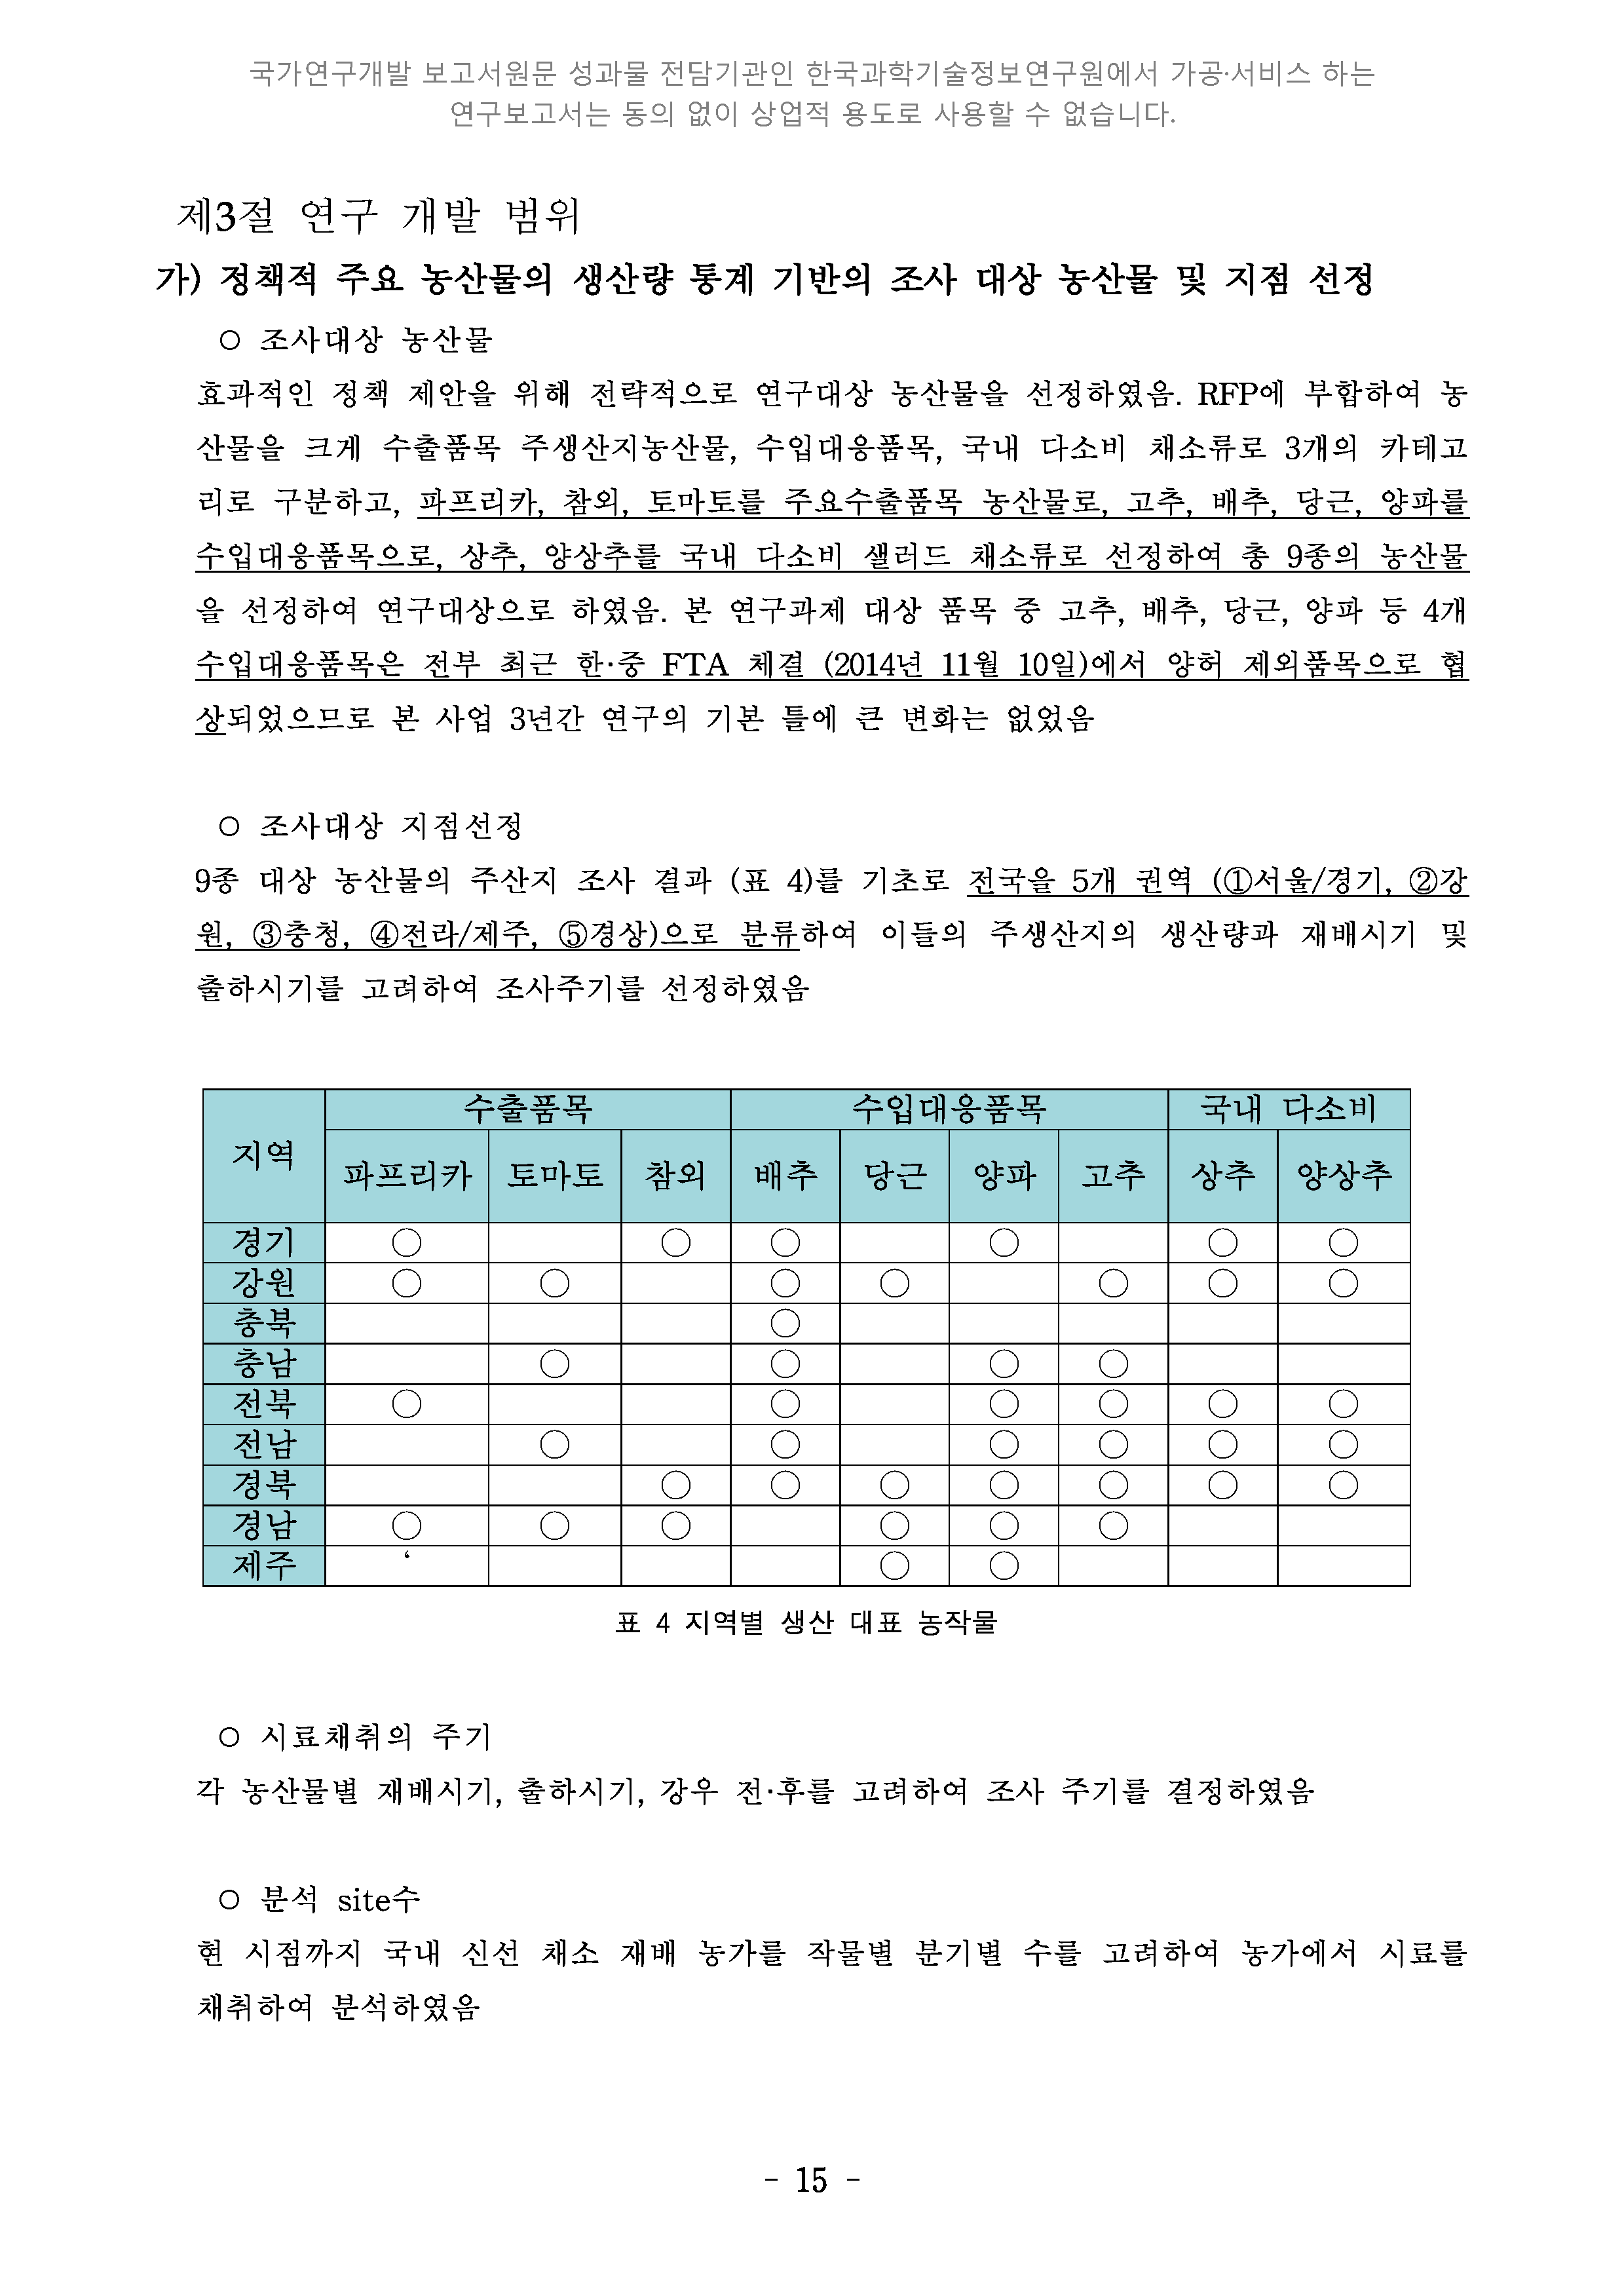 국가연구개발 보고서원문 성과물 전담기관인 한국과학기술정보연구원에서 가공·서비스 하는
연구보고서는 동의 없이 상업적 용도로 사용할 수 없습니다.
제3절 연구 개발 범위
가) 정책적 주요 농산물의 생산량 통계 기반의 조사 대상 농산물 및 지점 선정
○ 조사대상 농산물
효과적인 정책 제안을 위해 전략적으로 연구대상 농산물을 선정하였음. RFP에 부합하여 농
산물을 크게 수출품목 주생산지농산물, 수입대응품목, 국내 다소비 채소류로 3개의 카테고
리로 구분하고, 파프리카, 참외, 토마토를 주요수출품목 농산물로, 고추, 배추, 당근, 양파를
수입대응품목으로, 상추, 양상추를 국내 다소비 샐러드 채소류로 선정하여 총 9종의 농산물
을 선정하여 연구대상으로 하였음. 본 연구과제 대상 품목 중 고추, 배추, 당근, 양파 등 4개
수입대응품목은 전부 최근 한·중 FTA 체결 (2014년 11월 10일)에서 양허 제외품목으로 협
상되었으므로 본 사업 3년간 연구의 기본 틀에 큰 변화는 없었음
○ 조사대상 지점선정
9종 대상 농산물의 주산지 조사 결과 (표 4)를 기초로 전국을 5개 권역 (①서울/경기, ②강
원, ③충청, ④전라/제주, ⑤경상)으로 분류하여 이들의 주생산지의 생산량과 재배시기 및
출하시기를 고려하여 조사주기를 선정하였음
지역 수출품목 수입대응품목 국내 다소비
파프리카 토마토 참외 배추 당근 양파 고추 상추 양상추
경기 ○ ○ ○ ○ ○ ○
강원 ○ ○ ○ ○ ○ ○ ○
충북 ○
충남 ○ ○ ○ ○
전북 ○ ○ ○ ○ ○ ○
전남 ○ ○ ○ ○ ○ ○
경북 ○ ○ ○ ○ ○ ○ ○
경남 ○ ○ ○ ○ ○ ○
제주 ‘ ○ ○
표 4 지역별 생산 대표 농작물
○ 시료채취의 주기
각 농산물별 재배시기, 출하시기, 강우 전·후를 고려하여 조사 주기를 결정하였음
○ 분석 site수
현 시점까지 국내 신선 채소 재배 농가를 작물별 분기별 수를 고려하여 농가에서 시료를
채취하여 분석하였음
- 15 -